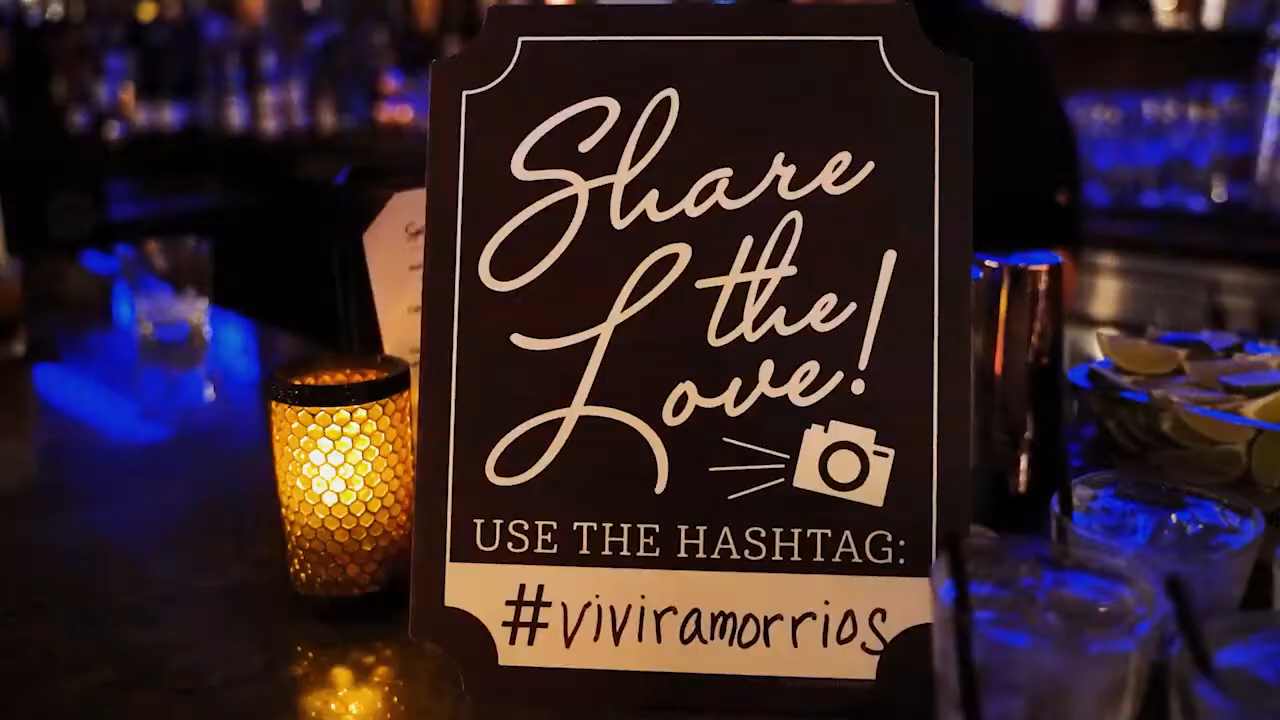 Share
the
Love!
USE THE HASHTAG:
#viviramorrios